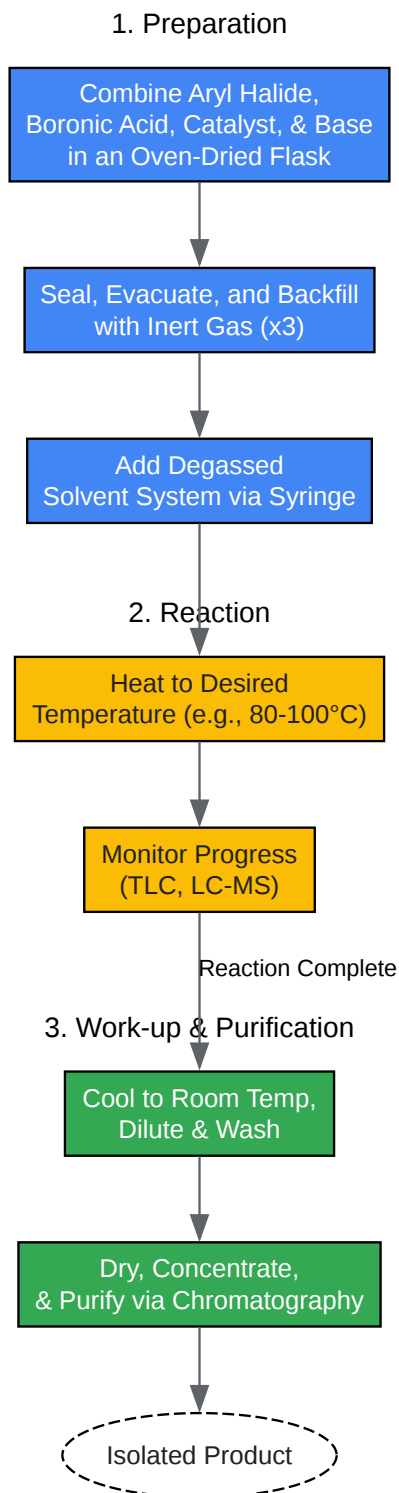 1. Preparation
Combine Aryl Halide,
Boronic Acid, Catalyst, & Base
in an Oven-Dried Flask
Seal, Evacuate, and Backfill
with Inert Gas (x3)
Add Degassed
Solvent System via Syringe
2. Reaction
Heat to Desired
Temperature (e.g., 80-100°C)
Monitor Progress
(TLC, LC-MS)
Reaction Complete
3. Work-up & Purification
Cool to Room Temp,
Dilute & Wash
Dry, Concentrate,
& Purify via Chromatography
Isolated Product